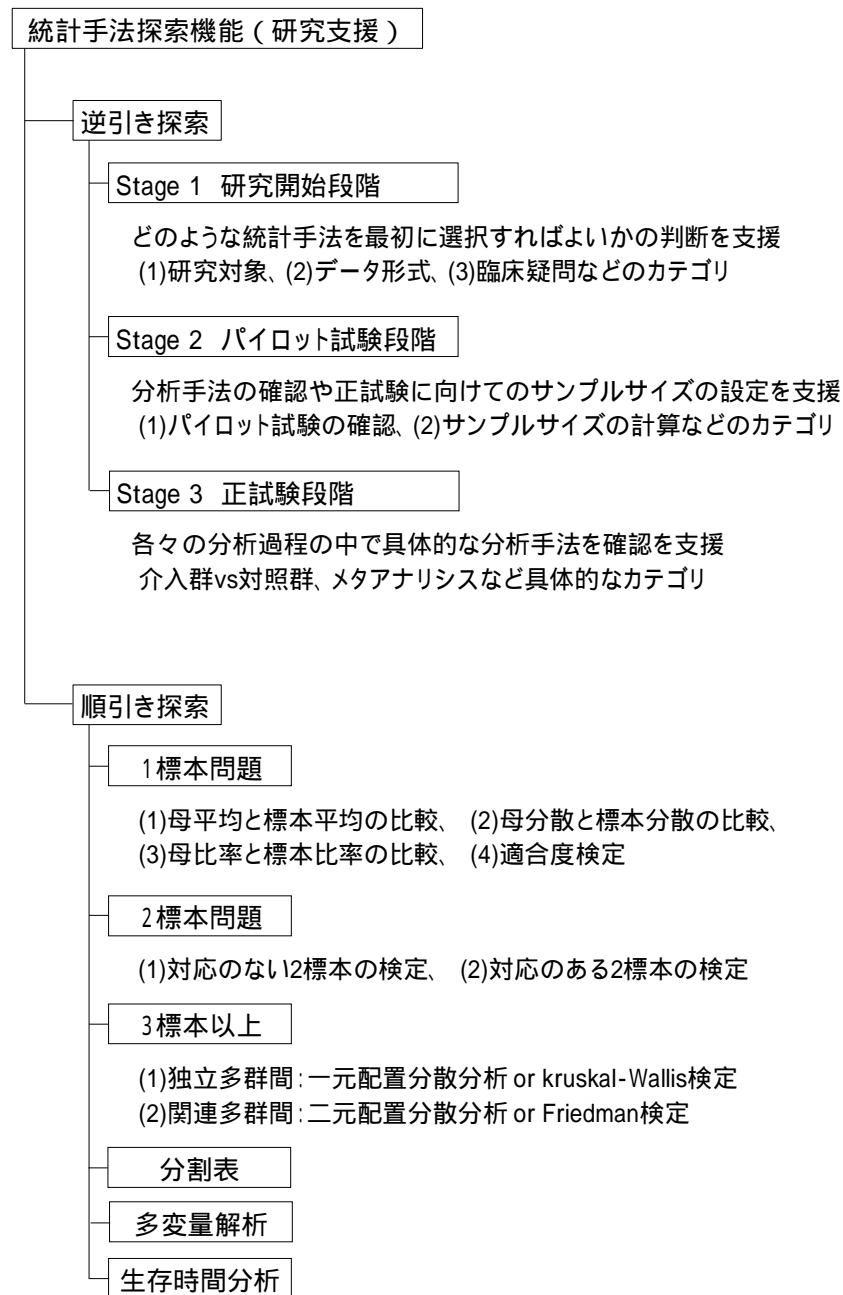 統計手法探索機能(研究支援)
逆引き探索
Stage 1 研究開始段階
どのような統計手法を最初に選択すればよいかの判断を支援
(1)研究対象、(2)データ形式、(3)臨床疑問などのカテゴリ
Stage 2 パイロット試験段階
分析手法の確認や正試験に向けてのサンプルサイズの設定を支援
(1)パイロット試験の確認、(2)サンプルサイズの計算などのカテゴリ
Stage 3 正試験段階
各々の分析過程の中で具体的な分析手法を確認を支援
介入群vs対照群、メタアナリシスなど具体的なカテゴリ
順引き探索
1標本問題
(1)母平均と標本平均の比較、 (2)母分散と標本分散の比較、
(3)母比率と標本比率の比較、 (4)適合度検定
2標本問題
(1)対応のない2標本の検定、 (2)対応のある2標本の検定
3標本以上
(1)独立多群間:一元配置分散分析 or kruskal-Wallis検定
(2)関連多群間:二元配置分散分析 or Friedman検定
分割表
多変量解析
生存時間分析